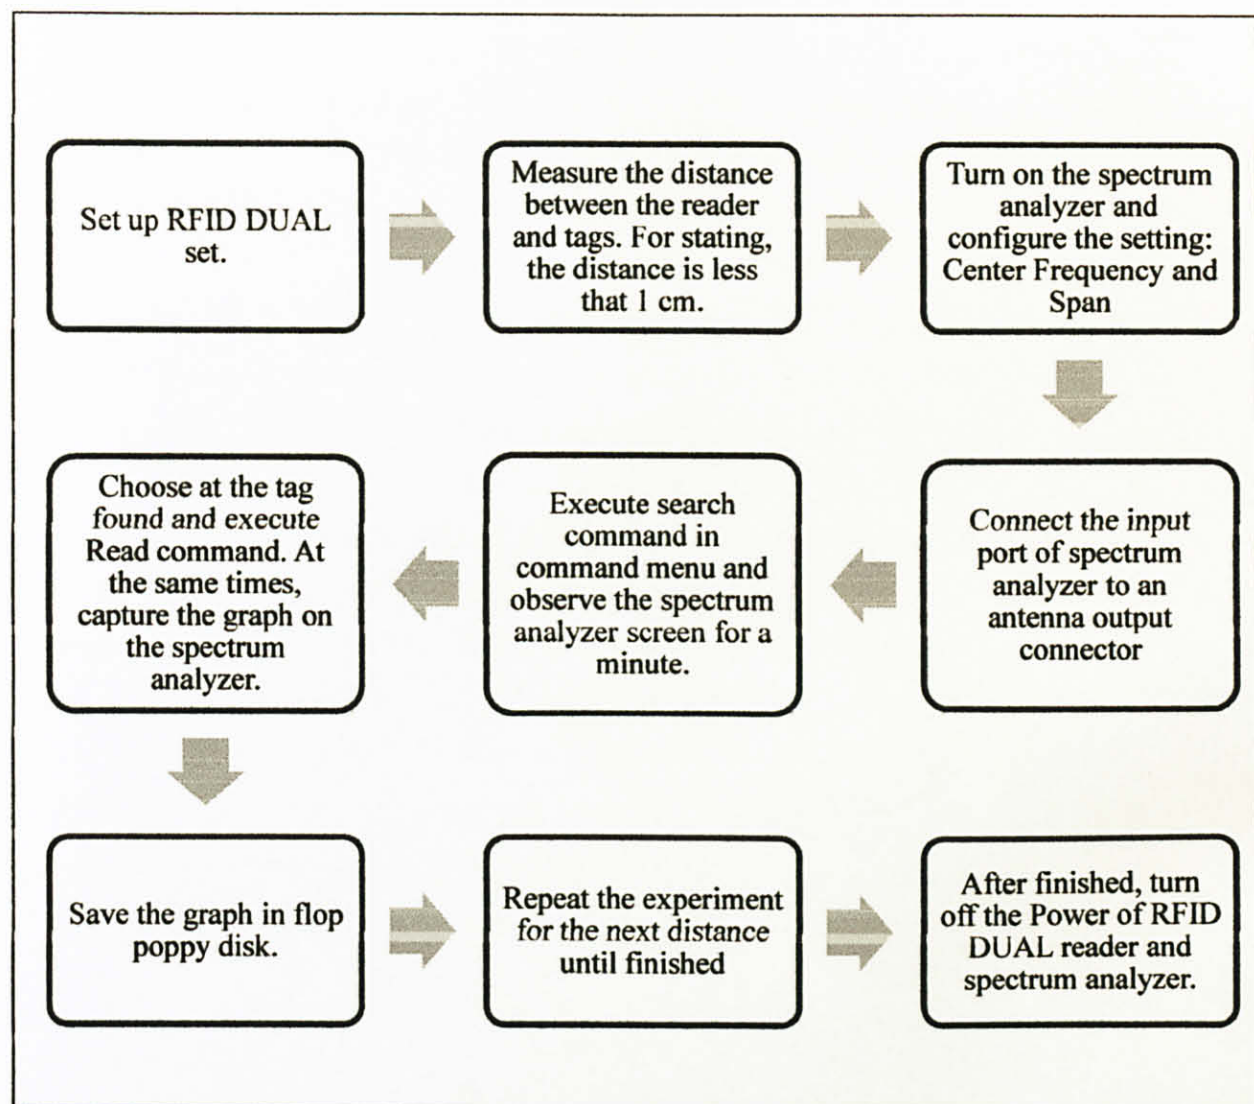 Set up RFID DUAL
set.
Measure the distance
between the reader
and tags. For stating,
the distance is less
that 1 cm.
Turn on the spectrum
analyzer and
configure the setting:
Center Frequency and
Span
Connect the input
port of spectrum
analyzer to an
antenna output
connector
Execute search
command in
command menu and
observe the spectrum
analyzer screen for a
minute.
Choose at the tag
found and execute
Read command. At
the same times,
capture the graph on
the spectrum
analyzer.
Save the graph in flop
poppy disk.
Repeat the experiment
for the next distance
until finished
After finished, turn
off the Power of RFID
DUAL reader and
spectrum analyzer.